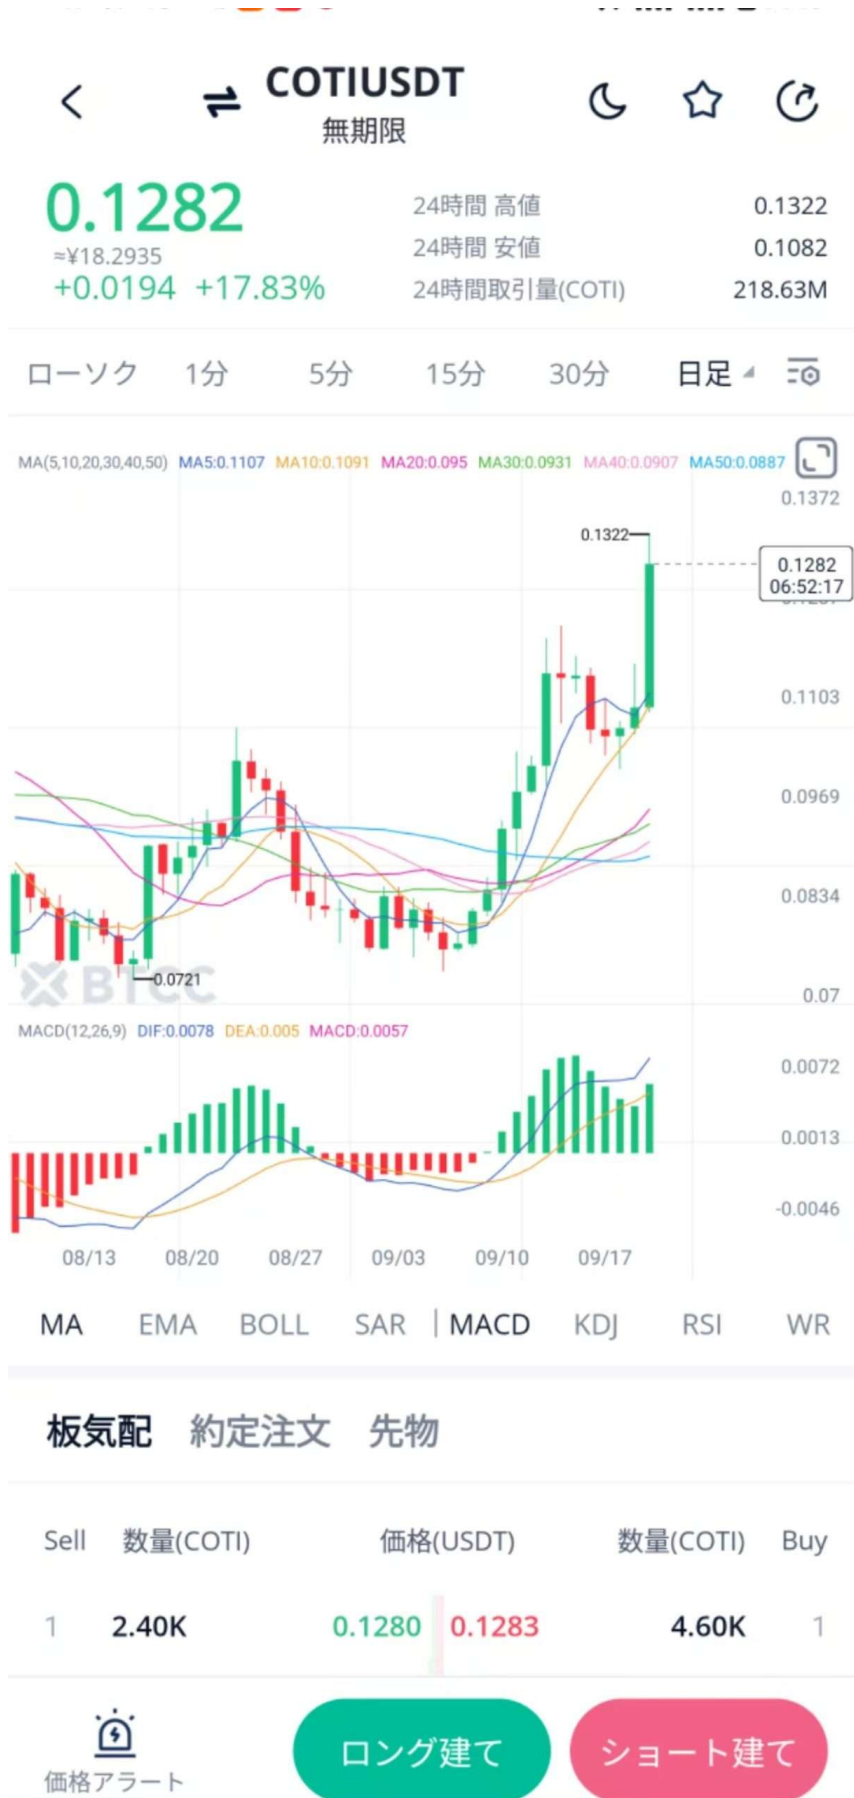 COTIUSDT
無期限
0.1282
≈¥18.2935
+0.0194 +17.83%
24時間 高値 0.1322
24時間 安値 0.1082
24時間取引量(COTI) 218.63M
ローソク 1分 5分 15分 30分 日足
MA(5,10,20,30,40,50) MA5:0.1107 MA10:0.1091 MA20:0.095 MA30:0.0931 MA40:0.0907 MA50:0.0887
0.1372
0.1322
0.1282
06:52:17
0.1103
0.0969
0.0834
0.0721
BTCC
0.07
MACD(12,26,9) DIF:0.0078 DEA:0.005 MACD:0.0057
0.0072
0.0013
-0.0046
08/13 08/20 08/27 09/03 09/10 09/17
MA EMA BOLL SAR | MACD KDJ RSI WR
板気配 約定注文 先物
Sell 数量(COTI) 価格(USDT) 数量(COTI) Buy
1 2.40K 0.1280 0.1283 4.60K 1
価格アラート
ロング建て
ショート建て